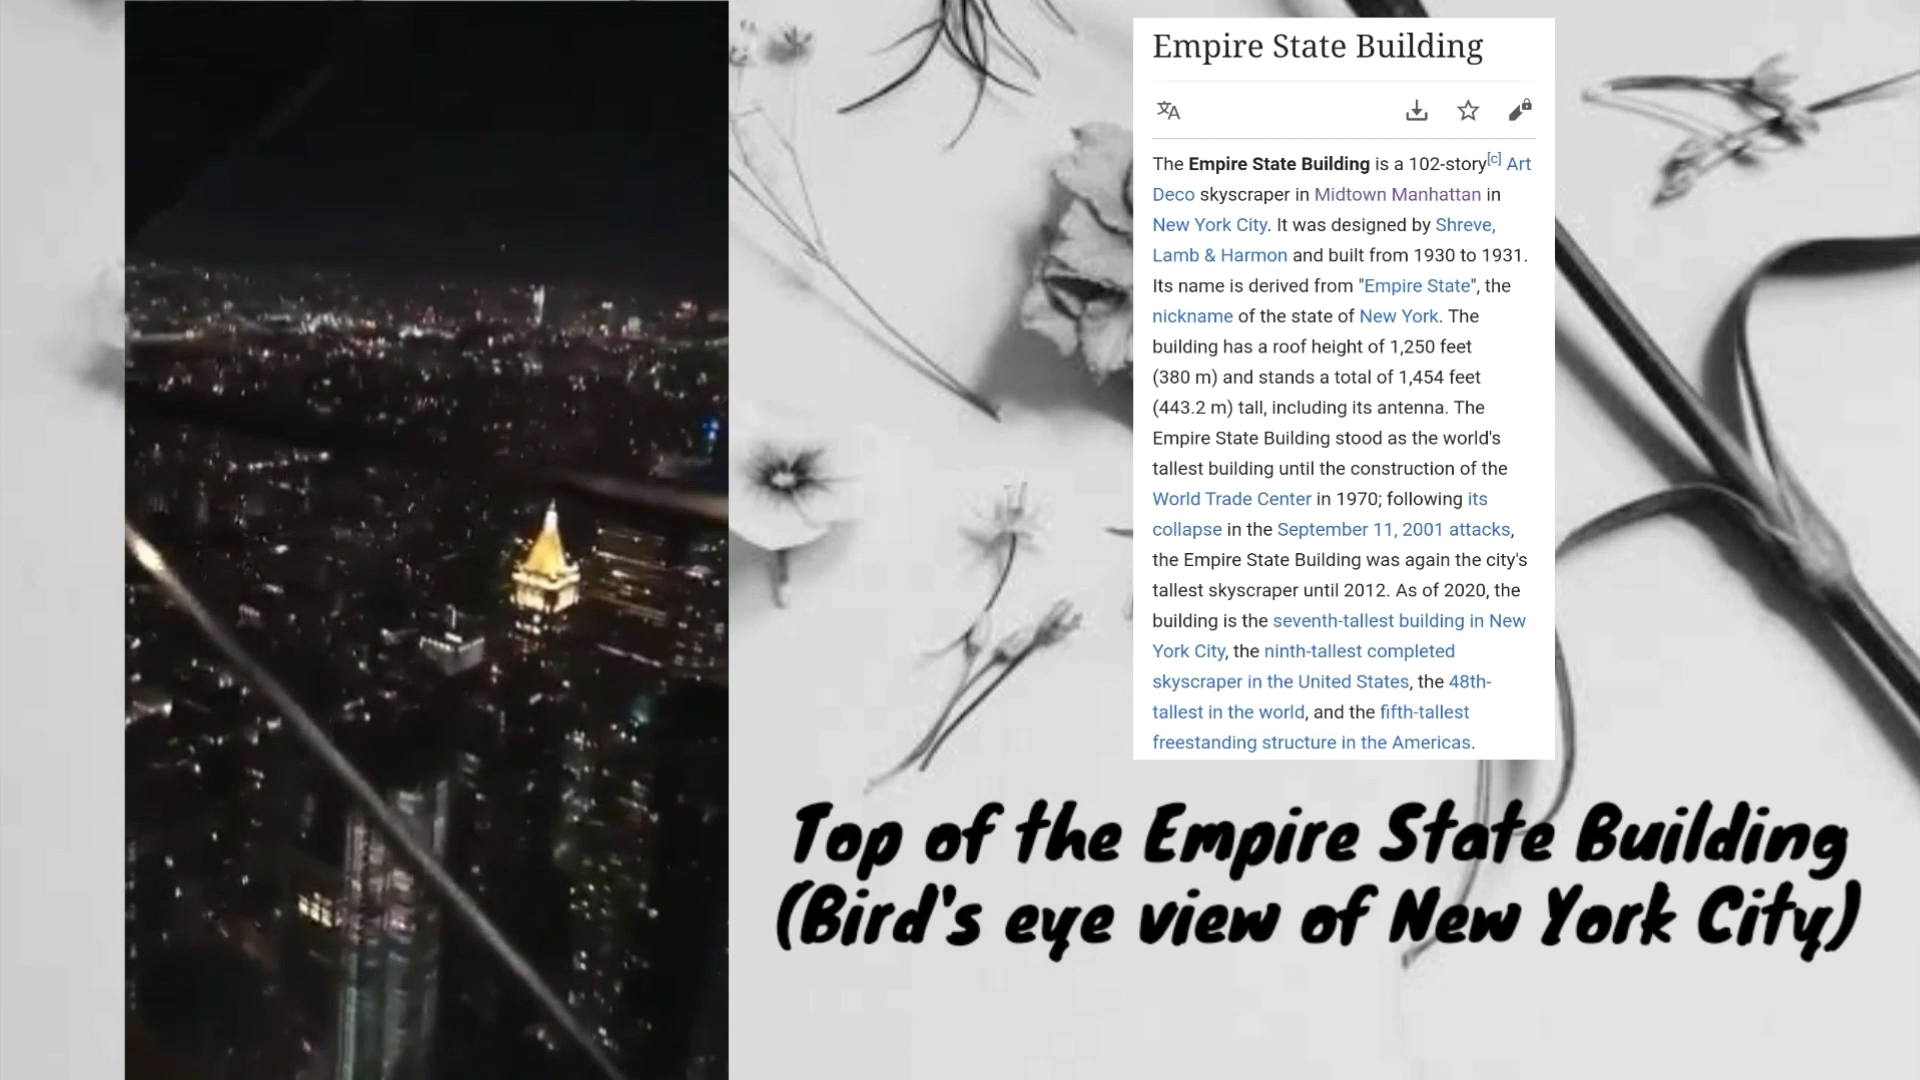 Empire State Building
The Empire State Building is a 102-story[c] Art
Deco skyscraper in Midtown Manhattan in
New York City. It was designed by Shreve,
Lamb & Harmon and built from 1930 to 1931.
Its name is derived from "Empire State", the
nickname of the state of New York. The
building has a roof height of 1,250 feet
(380 m) and stands a total of 1,454 feet
(443.2 m) tall, including its antenna. The
Empire State Building stood as the world's
tallest building until the construction of the
World Trade Center in 1970; following its
collapse in the September 11, 2001 attacks,
the Empire State Building was again the city's
tallest skyscraper until 2012. As of 2020, the
building is the seventh-tallest building in New
York City, the ninth-tallest completed
skyscraper in the United States, the 48th-
tallest in the world, and the fifth-tallest
freestanding structure in the Americas.
Top of the Empire State Building
(Bird's eye view of New York City)